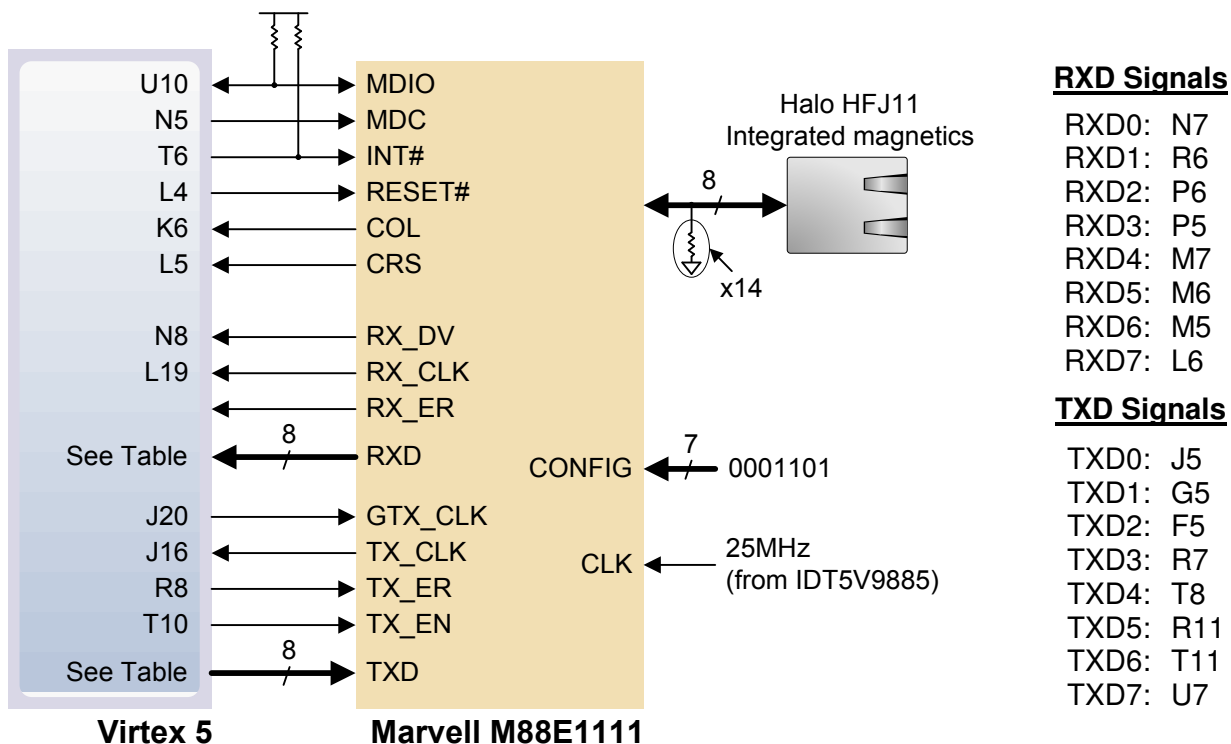 U10 MDIO
N5 MDC
T6 INT#
L4 RESET#
K6 COL
L5 CRS
N8 RX_DV
L19 RX_CLK
RX_ER
See Table 8 RXD
J20 GTX_CLK
J16 TX_CLK
R8 TX_ER
T10 TX_EN
See Table 8 TXD
Virtex 5
Marvell M88E1111
Halo HFJ11
Integrated magnetics
8
x14
CONFIG 7 0001101
CLK 25MHz
(from IDT5V9885)
RXD Signals
RXD0: N7
RXD1: R6
RXD2: P6
RXD3: P5
RXD4: M7
RXD5: M6
RXD6: M5
RXD7: L6
TXD Signals
TXD0: J5
TXD1: G5
TXD2: F5
TXD3: R7
TXD4: T8
TXD5: R11
TXD6: T11
TXD7: U7